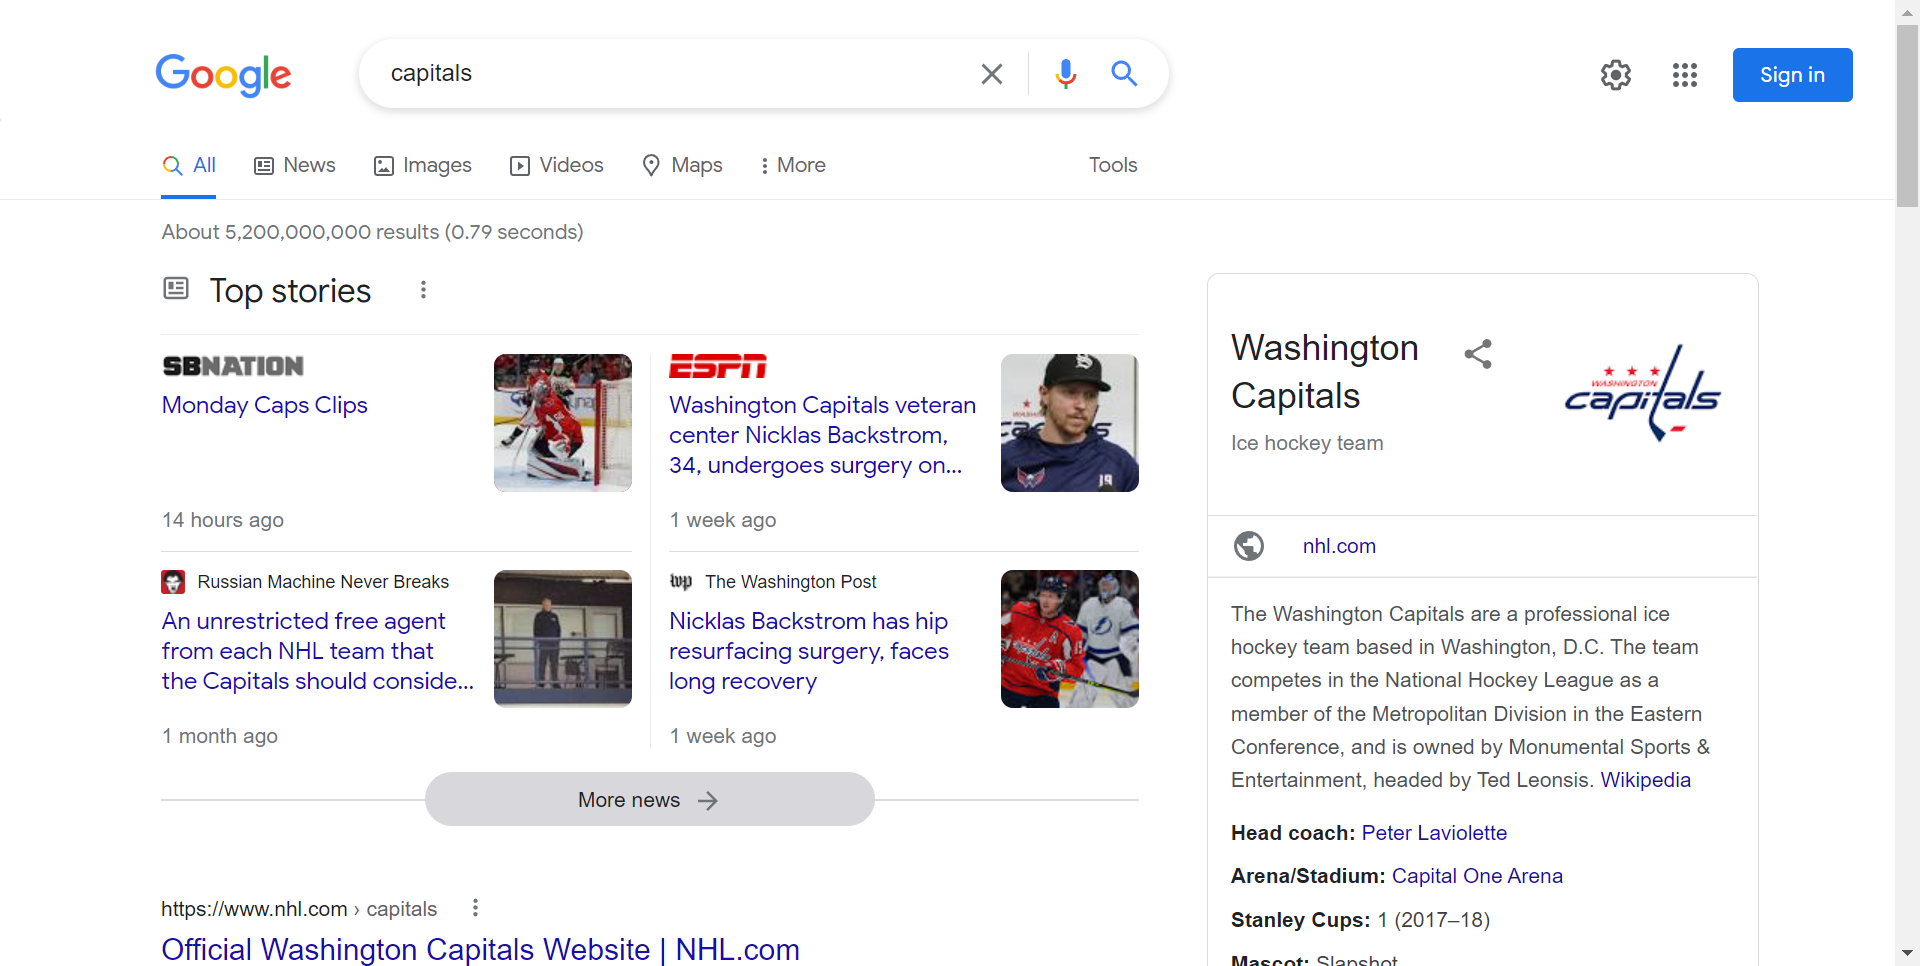 Google
capitals
Sign in
All
News
Images
Videos
Maps
More
Tools
About 5,200,000,000 results (0.79 seconds)
Top stories
SBNATION
Monday Caps Clips
14 hours ago
ESPN
Washington Capitals veteran
center Nicklas Backstrom,
34, undergoes surgery on...
1 week ago
Russian Machine Never Breaks
An unrestricted free agent
from each NHL team that
the Capitals should conside...
1 month ago
wp The Washington Post
Nicklas Backstrom has hip
resurfacing surgery, faces
long recovery
1 week ago
More news
https://www.nhl.com › capitals
Official Washington Capitals Website | NHL.com
Washington
Capitals
Ice hockey team
WASHINGTON
capitals
nhl.com
The Washington Capitals are a professional ice
hockey team based in Washington, D.C. The team
competes in the National Hockey League as a
member of the Metropolitan Division in the Eastern
Conference, and is owned by Monumental Sports &
Entertainment, headed by Ted Leonsis. Wikipedia
Head coach: Peter Laviolette
Arena/Stadium: Capital One Arena
Stanley Cups: 1 (2017–18)
Mascot: Slapshot